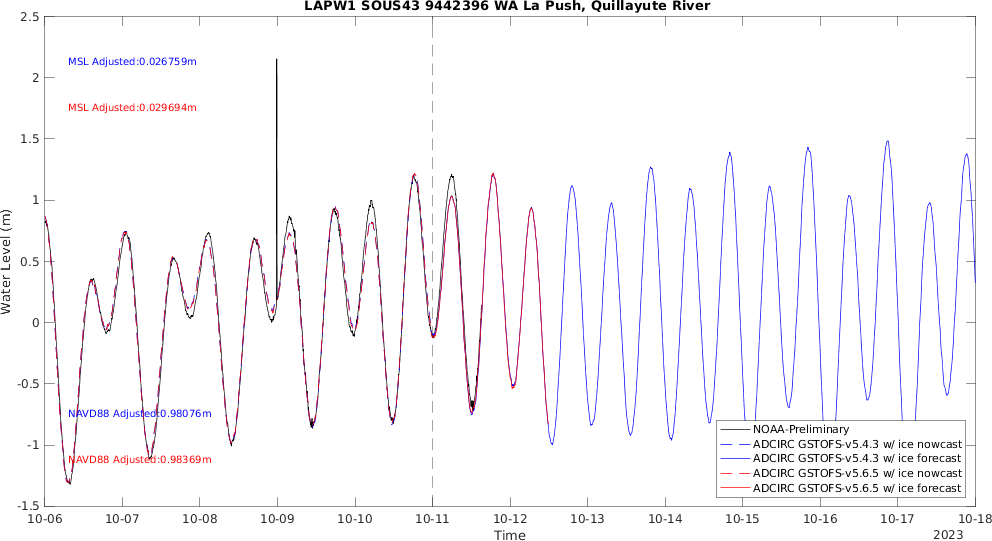 LAPW1 SOUS43 9442396 WA La Push, Quillayute River
2.5
2
1.5
1
0.5
0
-0.5
-1
-1.5
Water Level (m)
MSL Adjusted:0.026759m
MSL Adjusted:0.029694m
NAVD88 Adjusted:0.98076m
NAVD88 Adjusted:0.98369m
NOAA-Preliminary
ADCIRC GSTOFS-v5.4.3 w/ ice nowcast
ADCIRC GSTOFS-v5.4.3 w/ ice forecast
ADCIRC GSTOFS-v5.6.5 w/ ice nowcast
ADCIRC GSTOFS-v5.6.5 w/ ice forecast
10-06 10-07 10-08 10-09 10-10 10-11 10-12 10-13 10-14 10-15 10-16 10-17 10-18
Time
2023